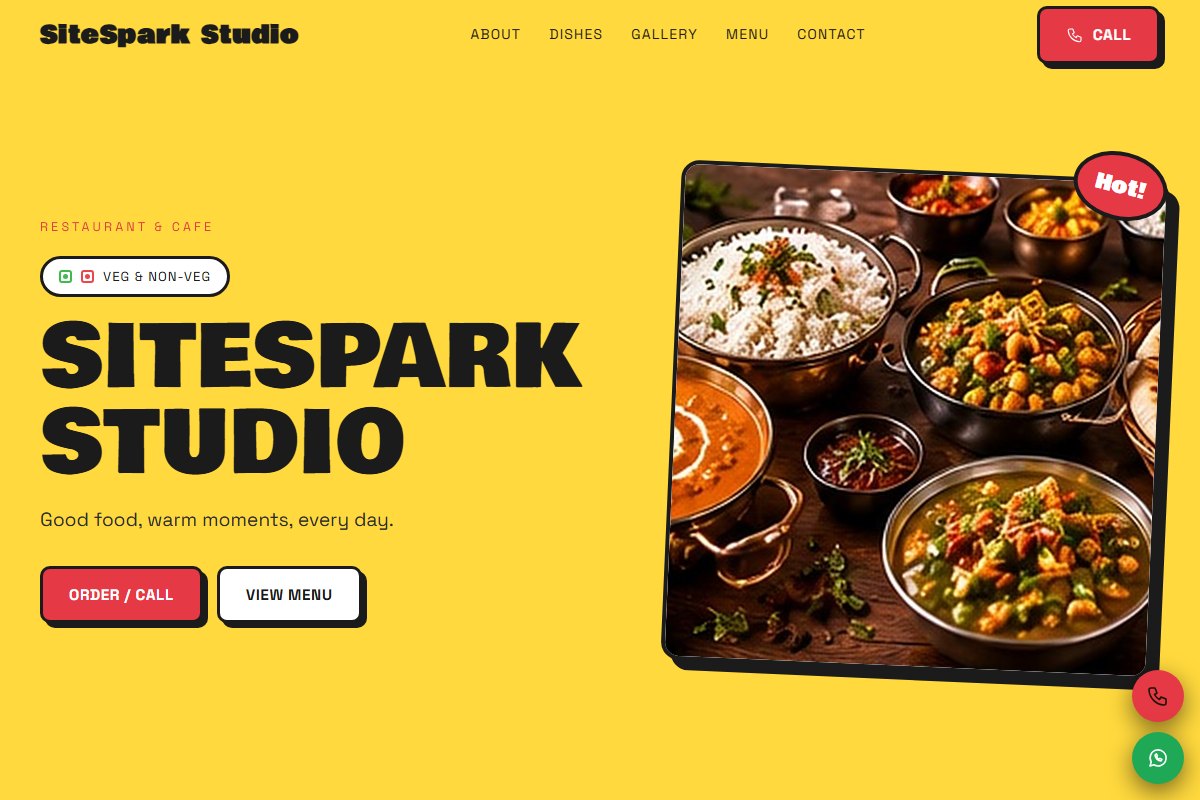 SiteSpark Studio
ABOUT DISHES GALLERY MENU CONTACT
CALL
Hot!
RESTAURANT & CAFE
VEG & NON-VEG
SITESPARK
STUDIO
Good food, warm moments, every day.
ORDER / CALL
VIEW MENU